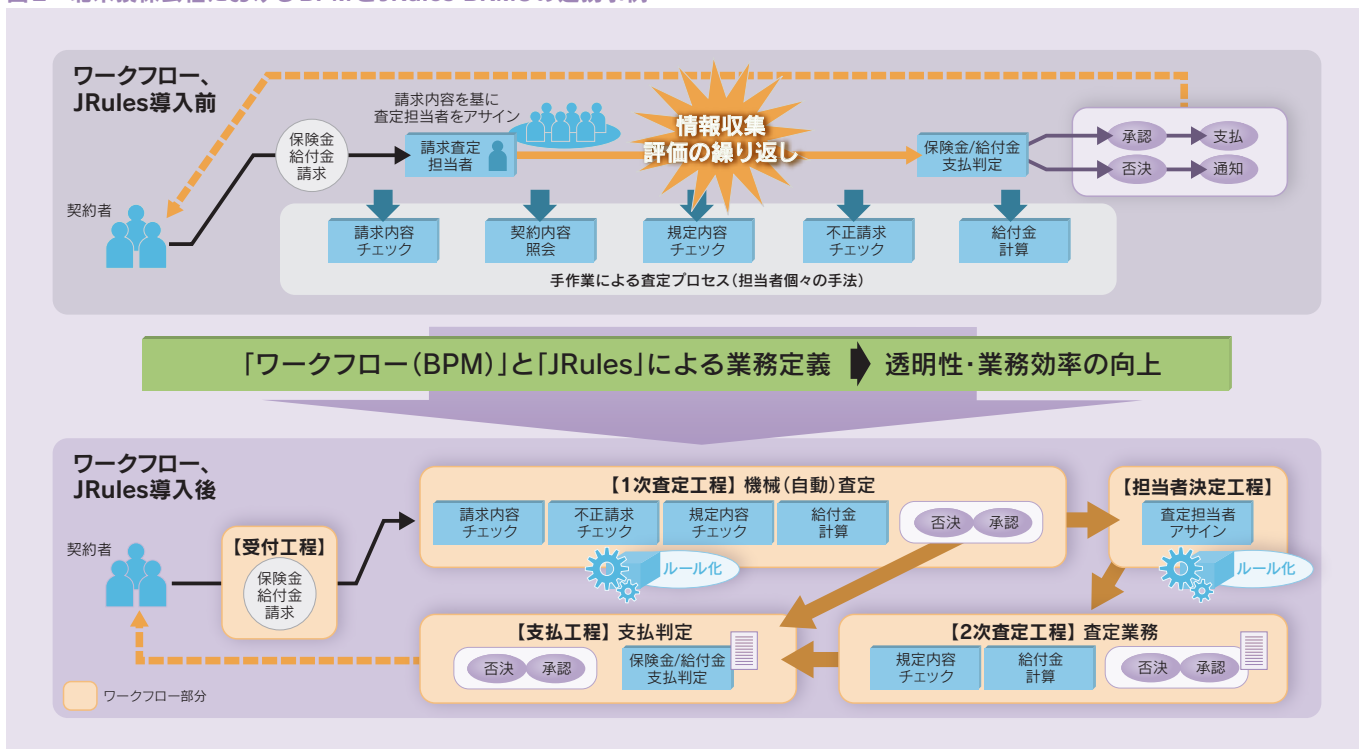 ワークフロー、
JRules導入前
請求内容を基に
査定担当者をアサイン
保険金
給付金
請求
請求査定
担当者
情報収集
評価の繰り返し
保険金/給付金
支払判定
承認
支払
否決
通知
契約者
請求内容
チェック
契約内容
照会
規定内容
チェック
不正請求
チェック
給付金
計算
手作業による査定プロセス(担当者個々の手法)
「ワークフロー(BPM)」と「JRules」による業務定義 透明性・業務効率の向上
ワークフロー、
JRules導入後
契約者
【受付工程】
保険金
給付金
請求
【1次査定工程】機械(自動)査定
請求内容
チェック
不正請求
チェック
規定内容
チェック
給付金
計算
否決
承認
ルール化
【担当者決定工程】
査定担当者
アサイン
ルール化
【支払工程】支払判定
否決
承認
保険金/給付金
支払判定
【2次査定工程】査定業務
規定内容
チェック
給付金
計算
否決
承認
ワークフロー部分